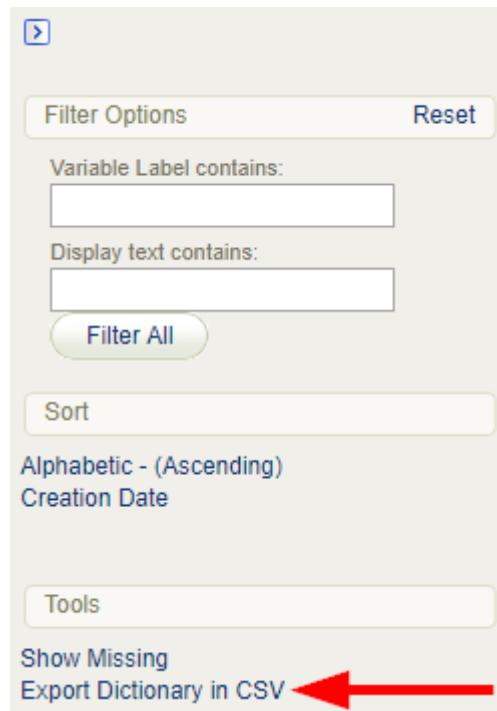 Filter Options Reset
Variable Label contains:
Display text contains:
Filter All
Sort
Alphabetic - (Ascending)
Creation Date
Tools
Show Missing
Export Dictionary in CSV